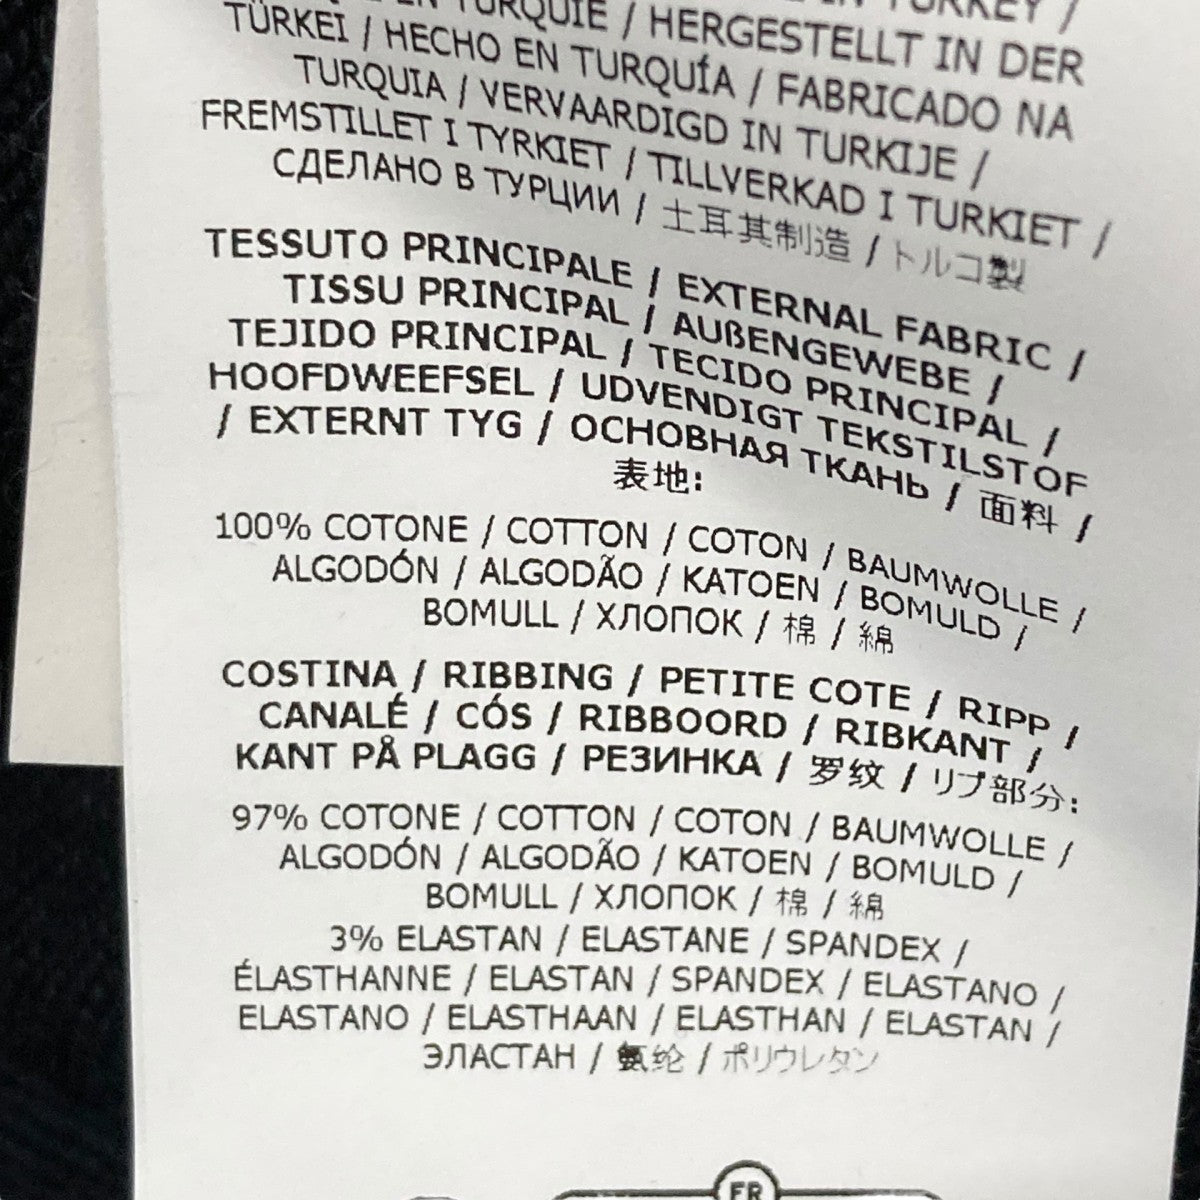 EN TURQUIE / HERGESTELLT IN DER
TÜRKEI / HECHO EN TURQUÍA / FABRICADO NA
TURQUIA / VERVAARDIGD IN TURKIJE /
FREMSTILLET I TYRKIET / TILLVERKAD I TURKIET /
СДЕЛАНО В ТУРЦИИ / 土耳其制造 / トルコ製
TESSUTO PRINCIPALE / EXTERNAL FABRIC /
TISSU PRINCIPAL / AUßENGEWEBE /
TEJIDO PRINCIPAL / TECIDO PRINCIPAL /
HOOFDWEEFSEL / UDVENDIGT TEKSTILSTOF
/ EXTERNT TYG / ОСНОВНАЯ ТКАНЬ / 面料 /
表地:
100% COTONE / COTTON / COTON / BAUMWOLLE /
ALGODÓN / ALGODÃO / KATOEN / BOMULD /
BOMULL / ХЛОПОК / 棉 / 綿
COSTINA / RIBBING / PETITE COTE / RIPP /
CANALÉ / CÓS / RIBBOORD / RIBKANT /
KANT PÅ PLAGG / РЕЗИНКА / 罗纹 / リブ部分:
97% COTONE / COTTON / COTON / BAUMWOLLE /
ALGODÓN / ALGODÃO / KATOEN / BOMULD /
BOMULL / ХЛОПОК / 棉 / 綿
3% ELASTAN / ELASTANE / SPANDEX /
ÉLASTHANNE / ELASTAN / SPANDEX / ELASTANO /
ELASTANO / ELASTHAAN / ELASTHAN / ELASTAN /
ЭЛАСТАН / 氨纶 / ポリウレタン
FR